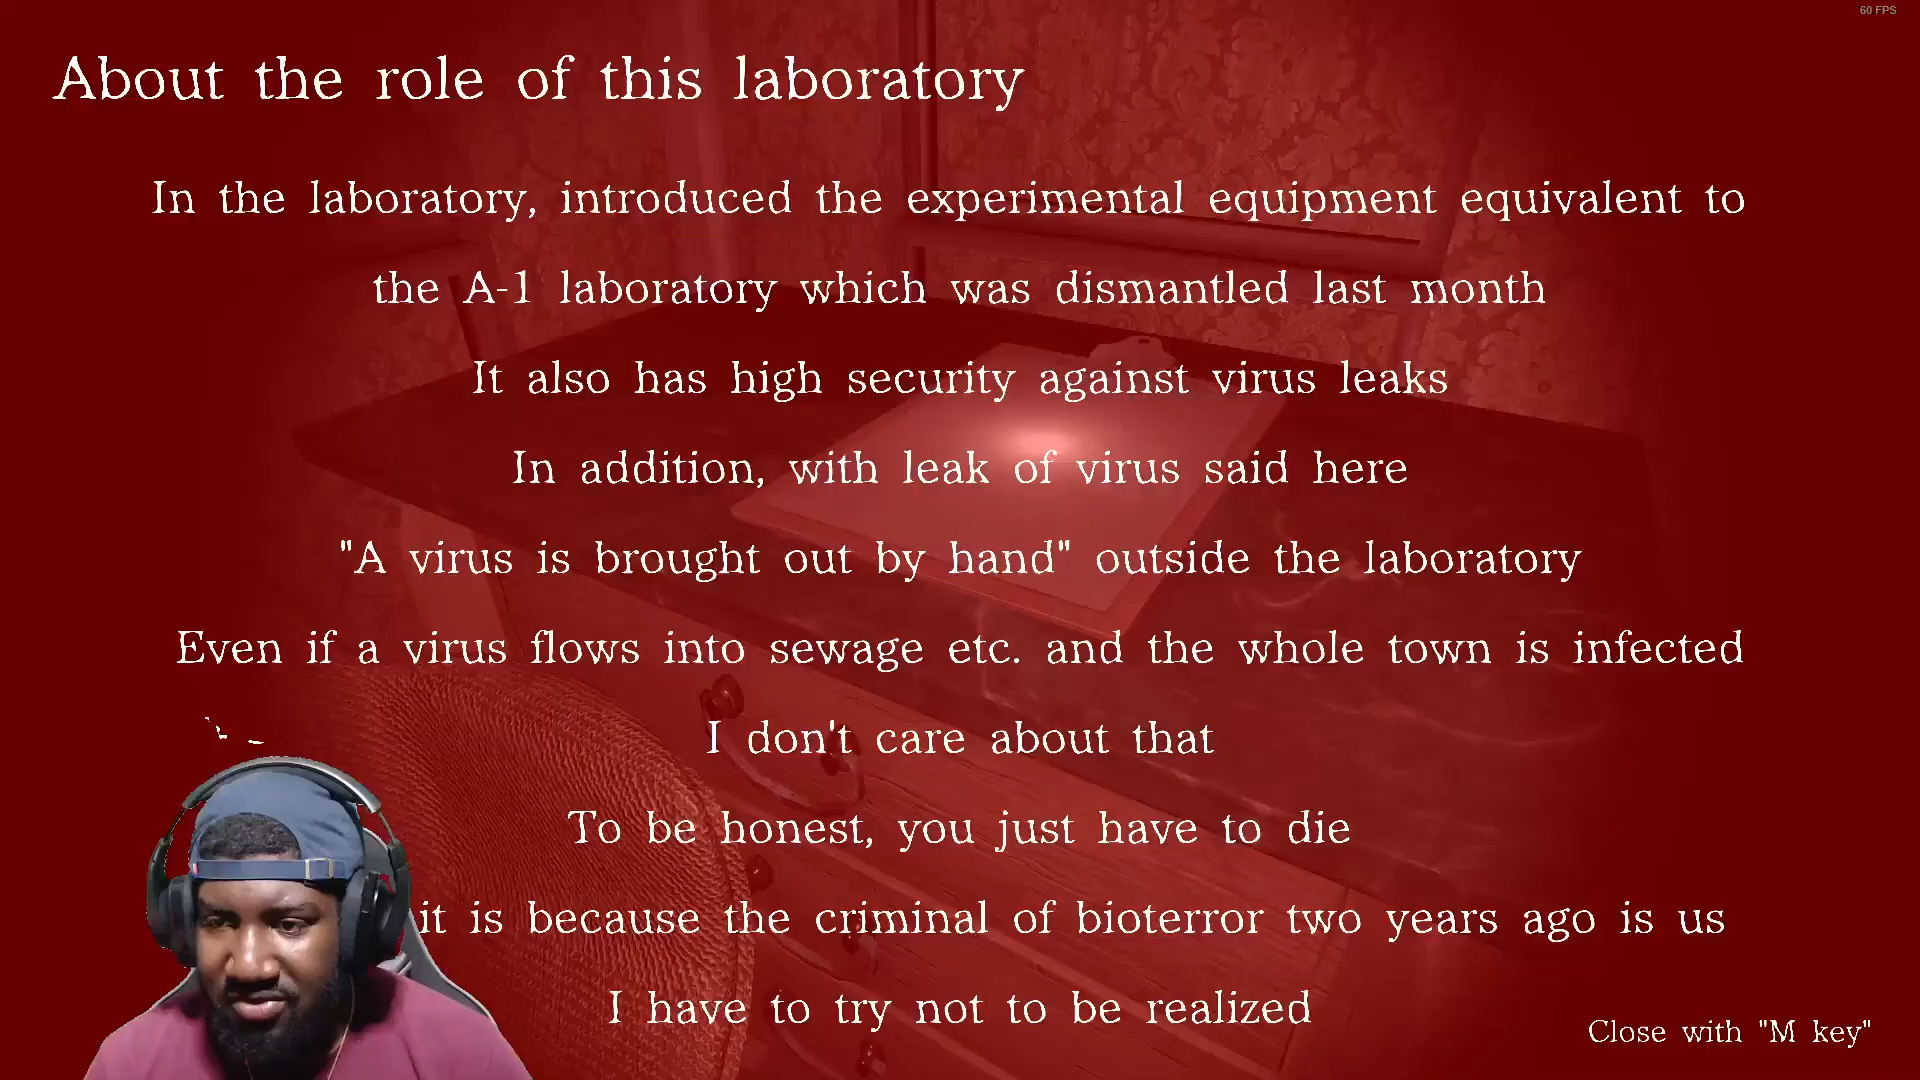 60 FPS
About the role of this laboratory
In the laboratory, introduced the experimental equipment equivalent to
the A-1 laboratory which was dismantled last month
It also has high security against virus leaks
In addition, with leak of virus said here
"A virus is brought out by hand" outside the laboratory
Even if a virus flows into sewage etc. and the whole town is infected
I don't care about that
To be honest, you just have to die
it is because the criminal of bioterror two years ago is us
I have to try not to be realized
Close with "M key"